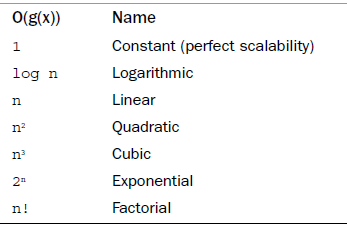 O(g(x)) Name
1 Constant (perfect scalability)
log n Logarithmic
n Linear
n² Quadratic
n³ Cubic
2ⁿ Exponential
n! Factorial